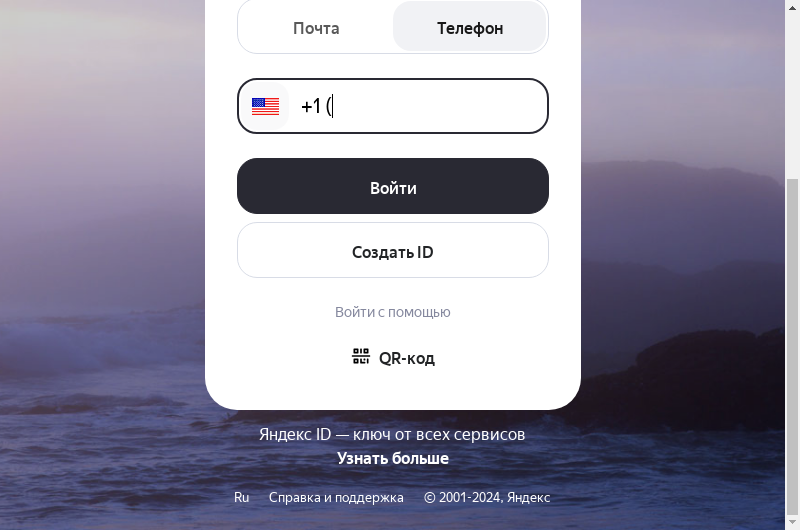 Почта Телефон
+1 (
Войти
Создать ID
Войти с помощью
QR-код
Яндекс ID — ключ от всех сервисов
Узнать больше
Ru Справка и поддержка © 2001-2024, Яндекс